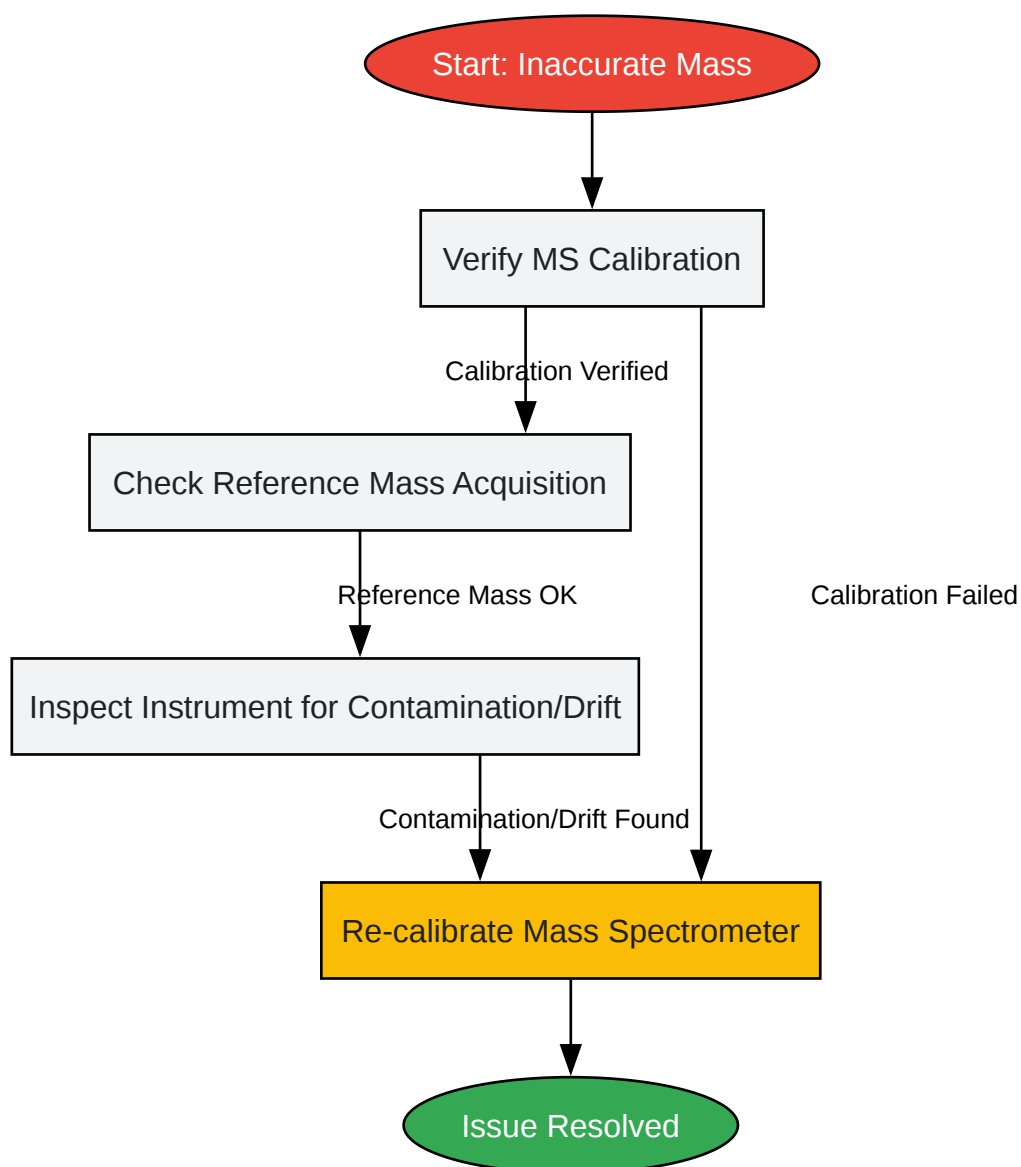 Start: Inaccurate Mass
Verify MS Calibration
Calibration Verified
Check Reference Mass Acquisition
Reference Mass OK
Calibration Failed
Inspect Instrument for Contamination/Drift
Contamination/Drift Found
Re-calibrate Mass Spectrometer
Issue Resolved